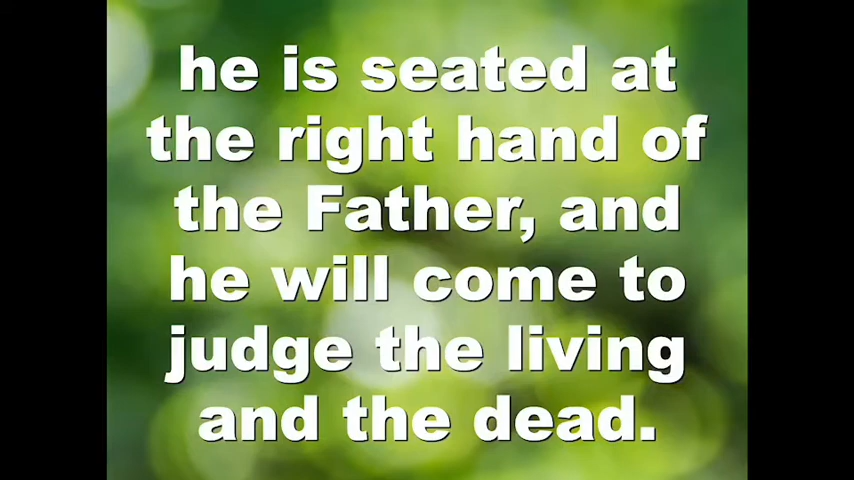 he is seated at
the right hand of
the Father, and
he will come to
judge the living
and the dead.